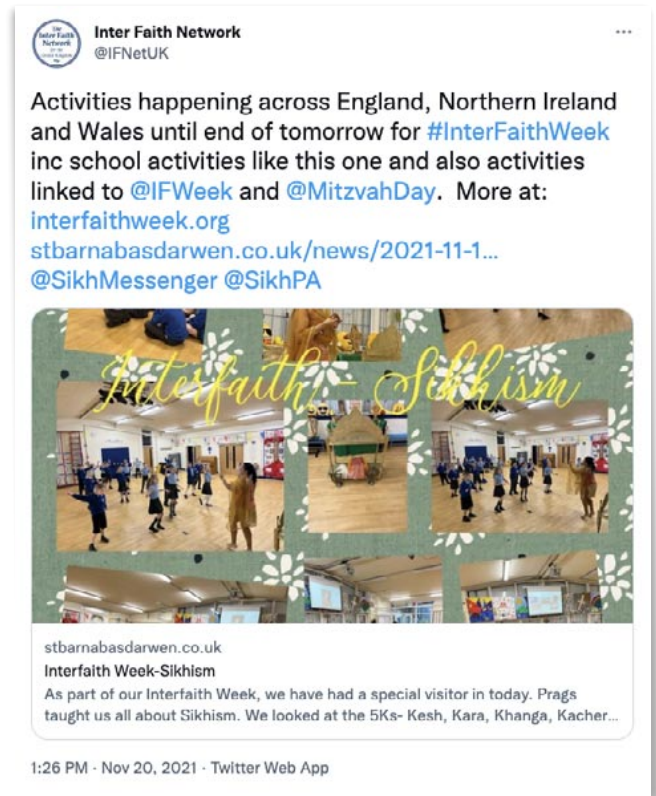 Inter Faith Network
@IFNetUK
Activities happening across England, Northern Ireland
and Wales until end of tomorrow for #InterFaithWeek
inc school activities like this one and also activities
linked to @IFWeek and @MitzvahDay.  More at:
interfaithweek.org
stbarnabasdarwen.co.uk/news/2021-11-1...
@SikhMessenger @SikhPA
Interfaith - Sikhism
stbarnabasdarwen.co.uk
Interfaith Week-Sikhism
As part of our Interfaith Week, we have had a special visitor in today. Prags
taught us all about Sikhism. We looked at the 5Ks- Kesh, Kara, Khanga, Kacher...
1:26 PM · Nov 20, 2021 · Twitter Web App